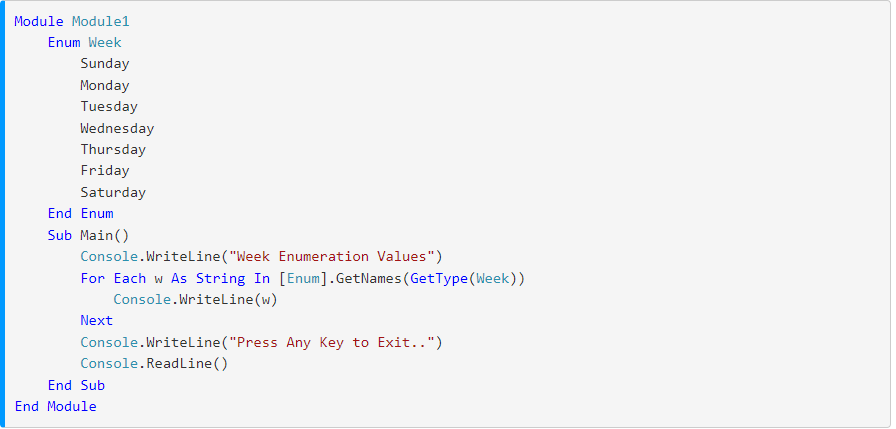 Module Module1
    Enum Week
        Sunday
        Monday
        Tuesday
        Wednesday
        Thursday
        Friday
        Saturday
    End Enum
    Sub Main()
        Console.WriteLine("Week Enumeration Values")
        For Each w As String In [Enum].GetNames(GetType(Week))
            Console.WriteLine(w)
        Next
        Console.WriteLine("Press Any Key to Exit..")
        Console.ReadLine()
    End Sub
End Module